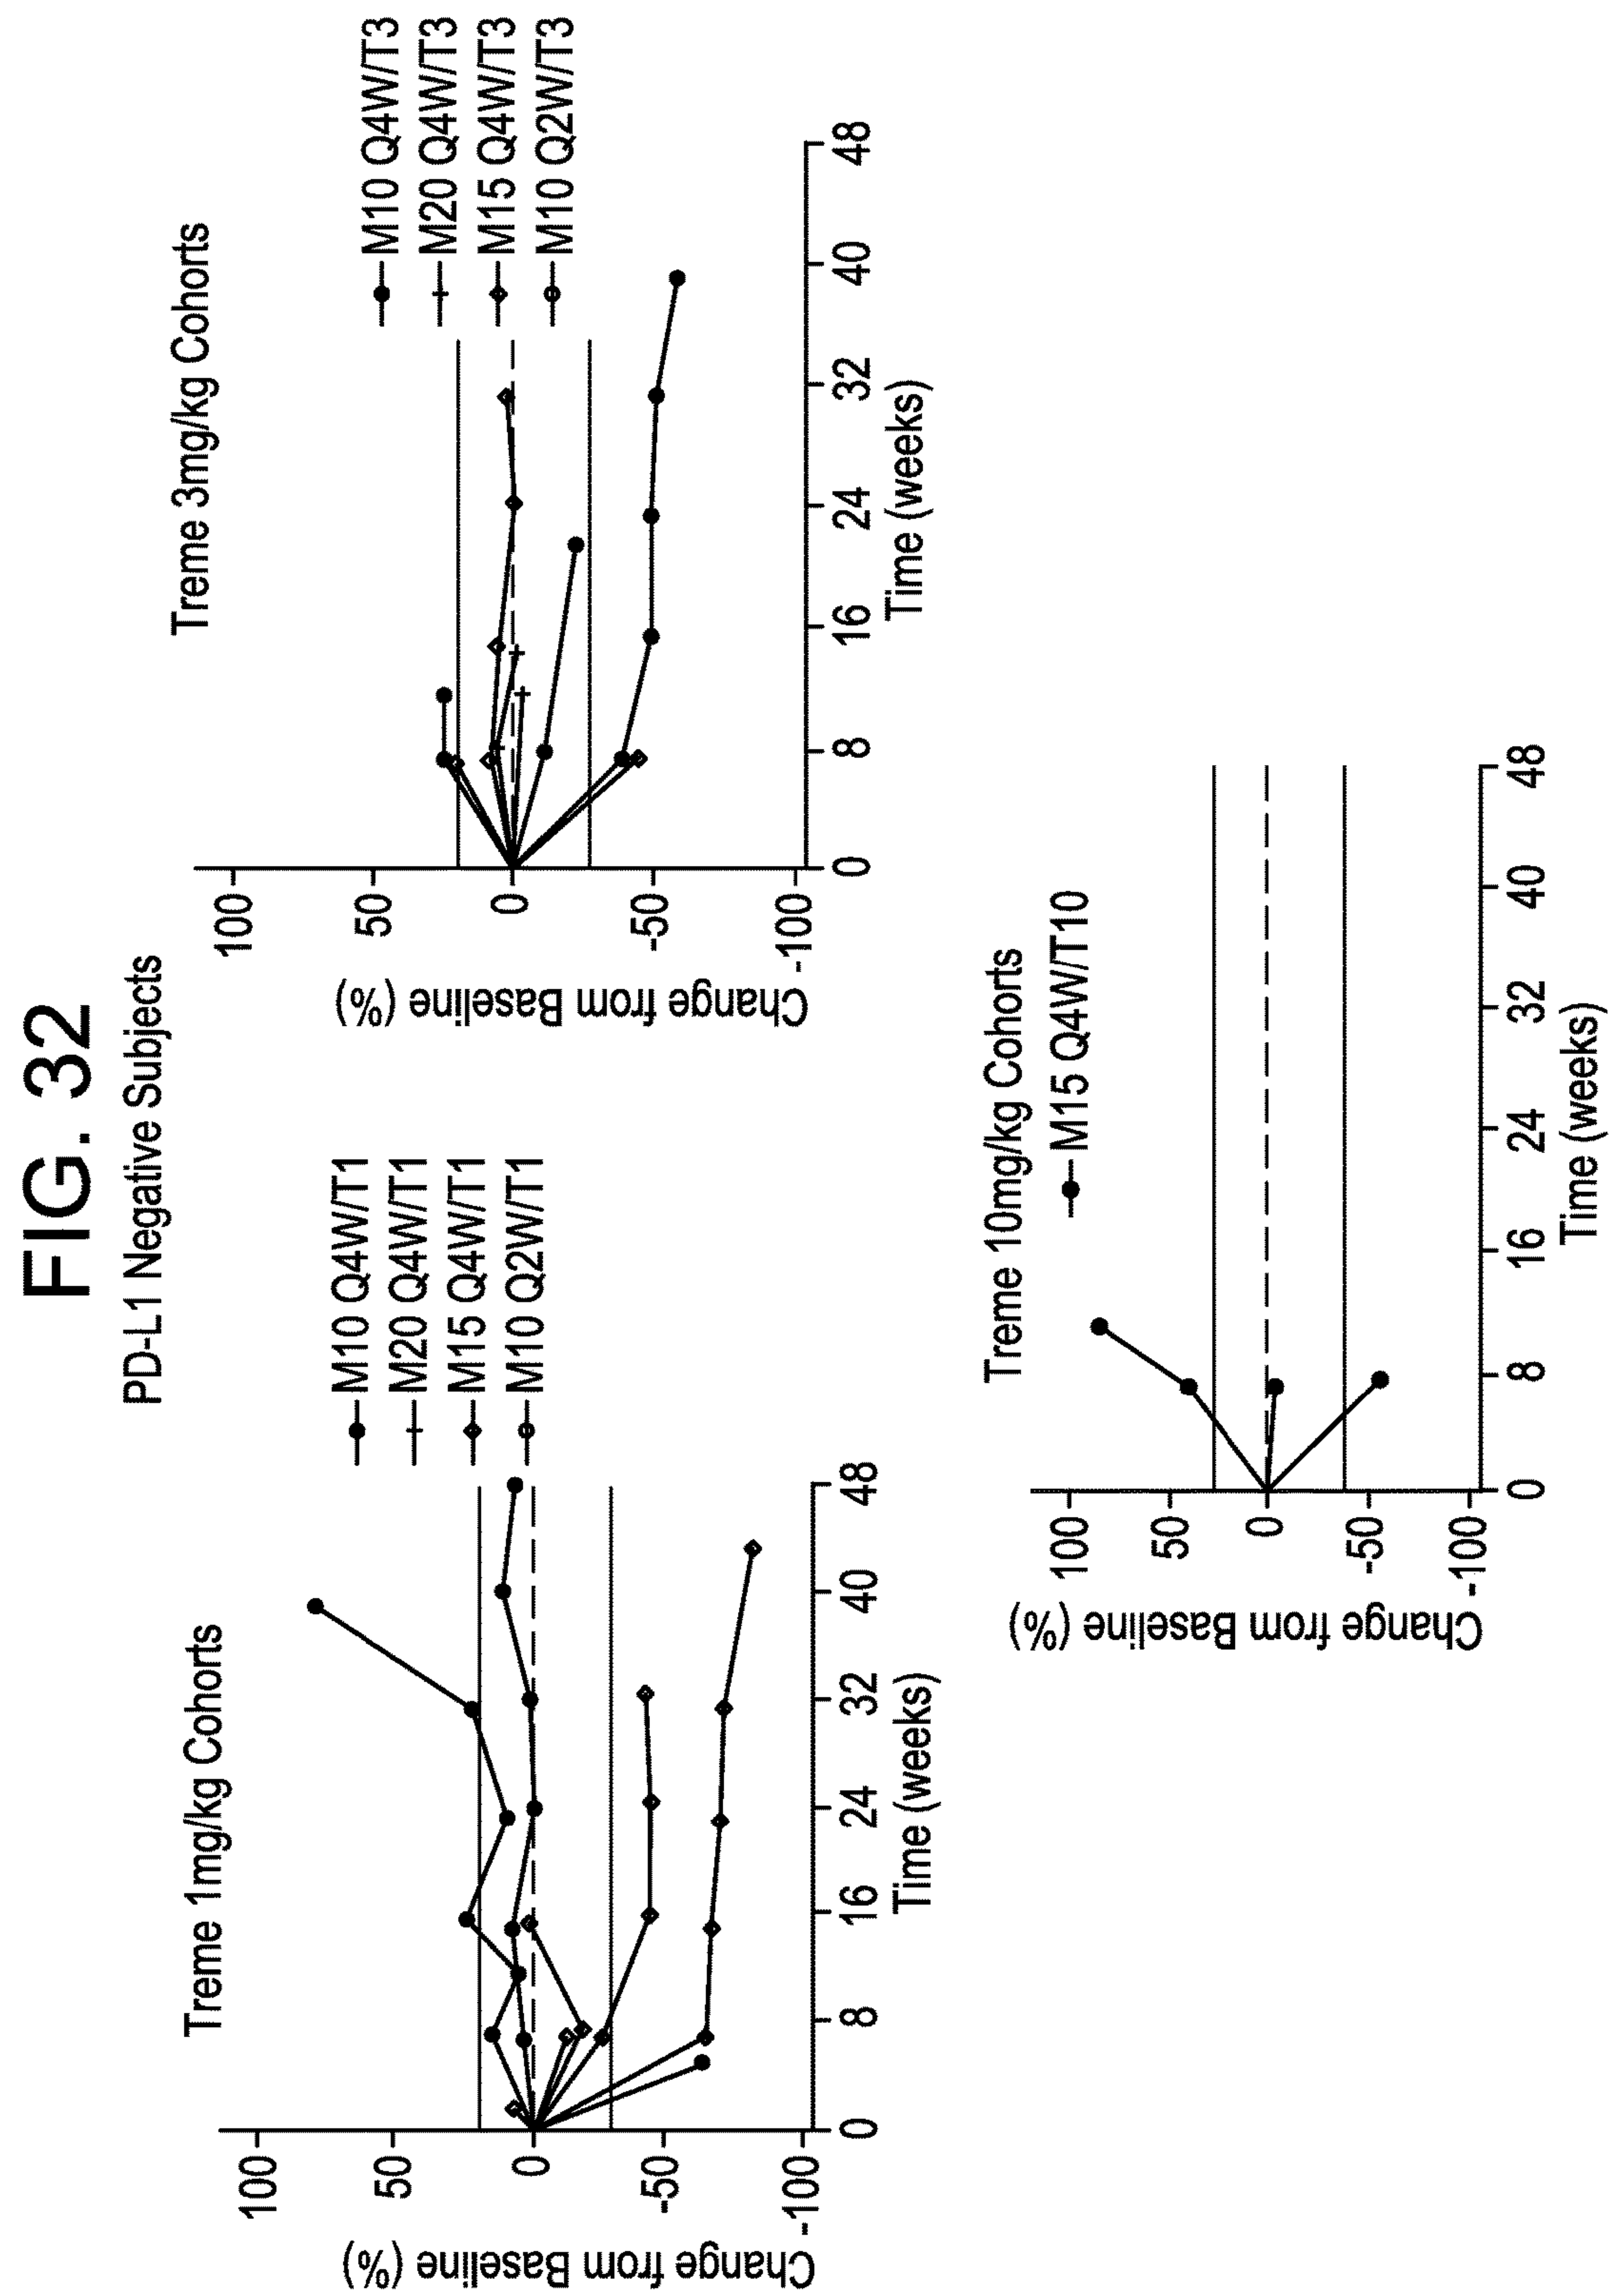 FIG. 32
PD-L1 Negative Subjects
Treme 1mg/kg Cohorts
M10 Q4W/T1
M20 Q4W/T1
M15 Q4W/T1
M10 Q2W/T1
Change from Baseline (%)
100
50
0
-50
-100
0 8 16 24 32 40 48
Time (weeks)
Treme 3mg/kg Cohorts
M10 Q4W/T3
M20 Q4W/T3
M15 Q4W/T3
M10 Q2W/T3
Change from Baseline (%)
100
50
0
-50
-100
0 8 16 24 32 40 48
Time (weeks)
Treme 10mg/kg Cohorts
M15 Q4W/T10
Change from Baseline (%)
100
50
0
-50
-100
0 8 16 24 32 40 48
Time (weeks)